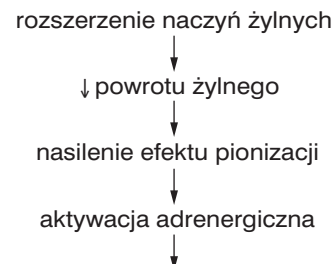 rozszerzenie naczyń żylnych
↓ powrotu żylnego
nasilenie efektu pionizacji
aktywacja adrenergiczna